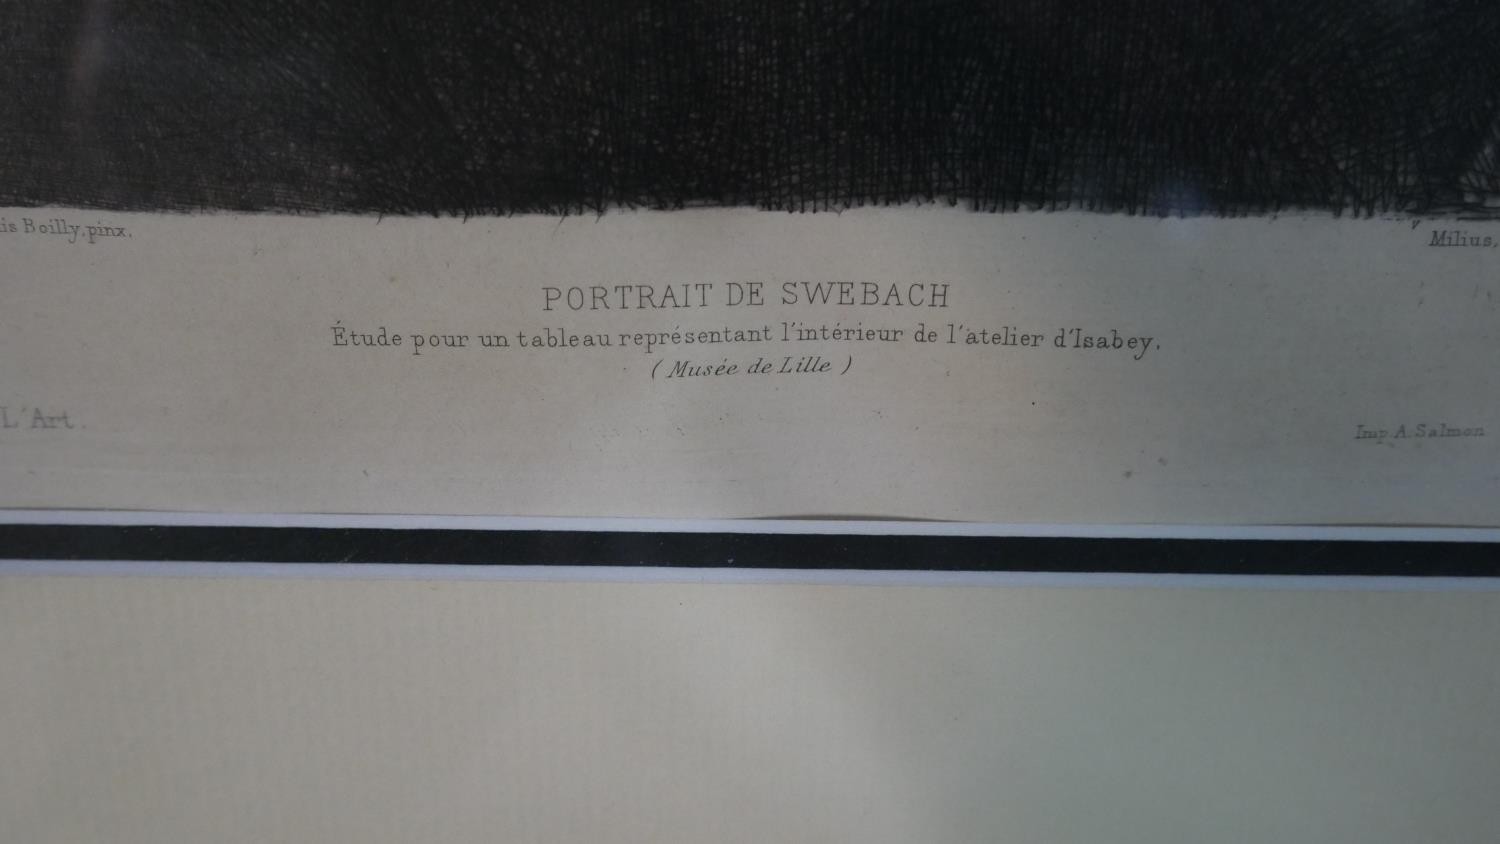 is Boilly, pinx.
Milius,
PORTRAIT DE SWEBACH
Étude pour un tableau représentant l'intérieur de l'atelier d'Isabey.
( Musée de Lille )
L'Art.
Imp. A. Salmon